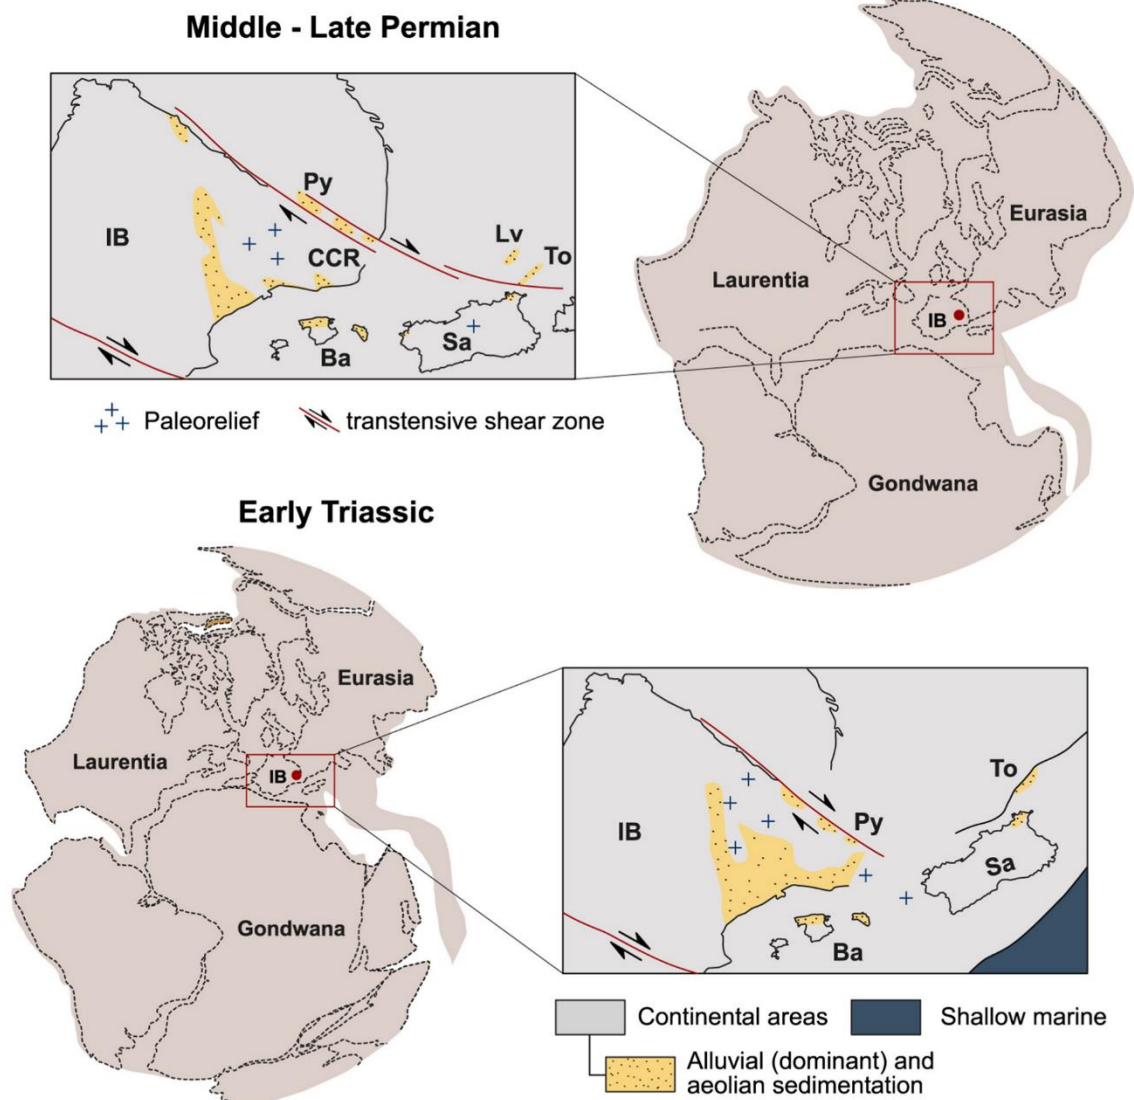 Middle - Late Permian
Py
IB
Lv
CCR
To
Ba
Sa
Paleorelief
transtensive shear zone
Eurasia
Laurentia
IB
Gondwana
Early Triassic
Eurasia
Laurentia
IB
Gondwana
To
IB
Py
Sa
Ba
Continental areas
Shallow marine
Alluvial (dominant) and
aeolian sedimentation